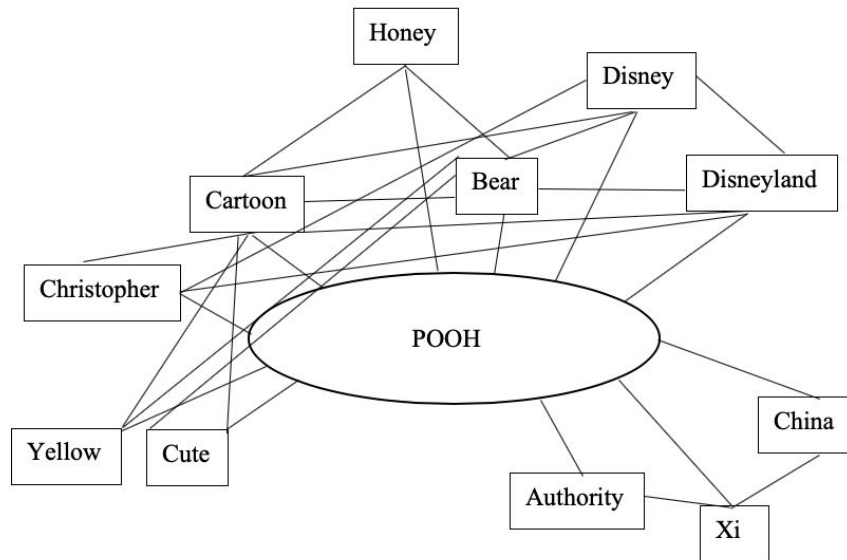 Honey
Disney
Bear
Disneyland
Cartoon
Christopher
POOH
China
Yellow
Cute
Authority
Xi